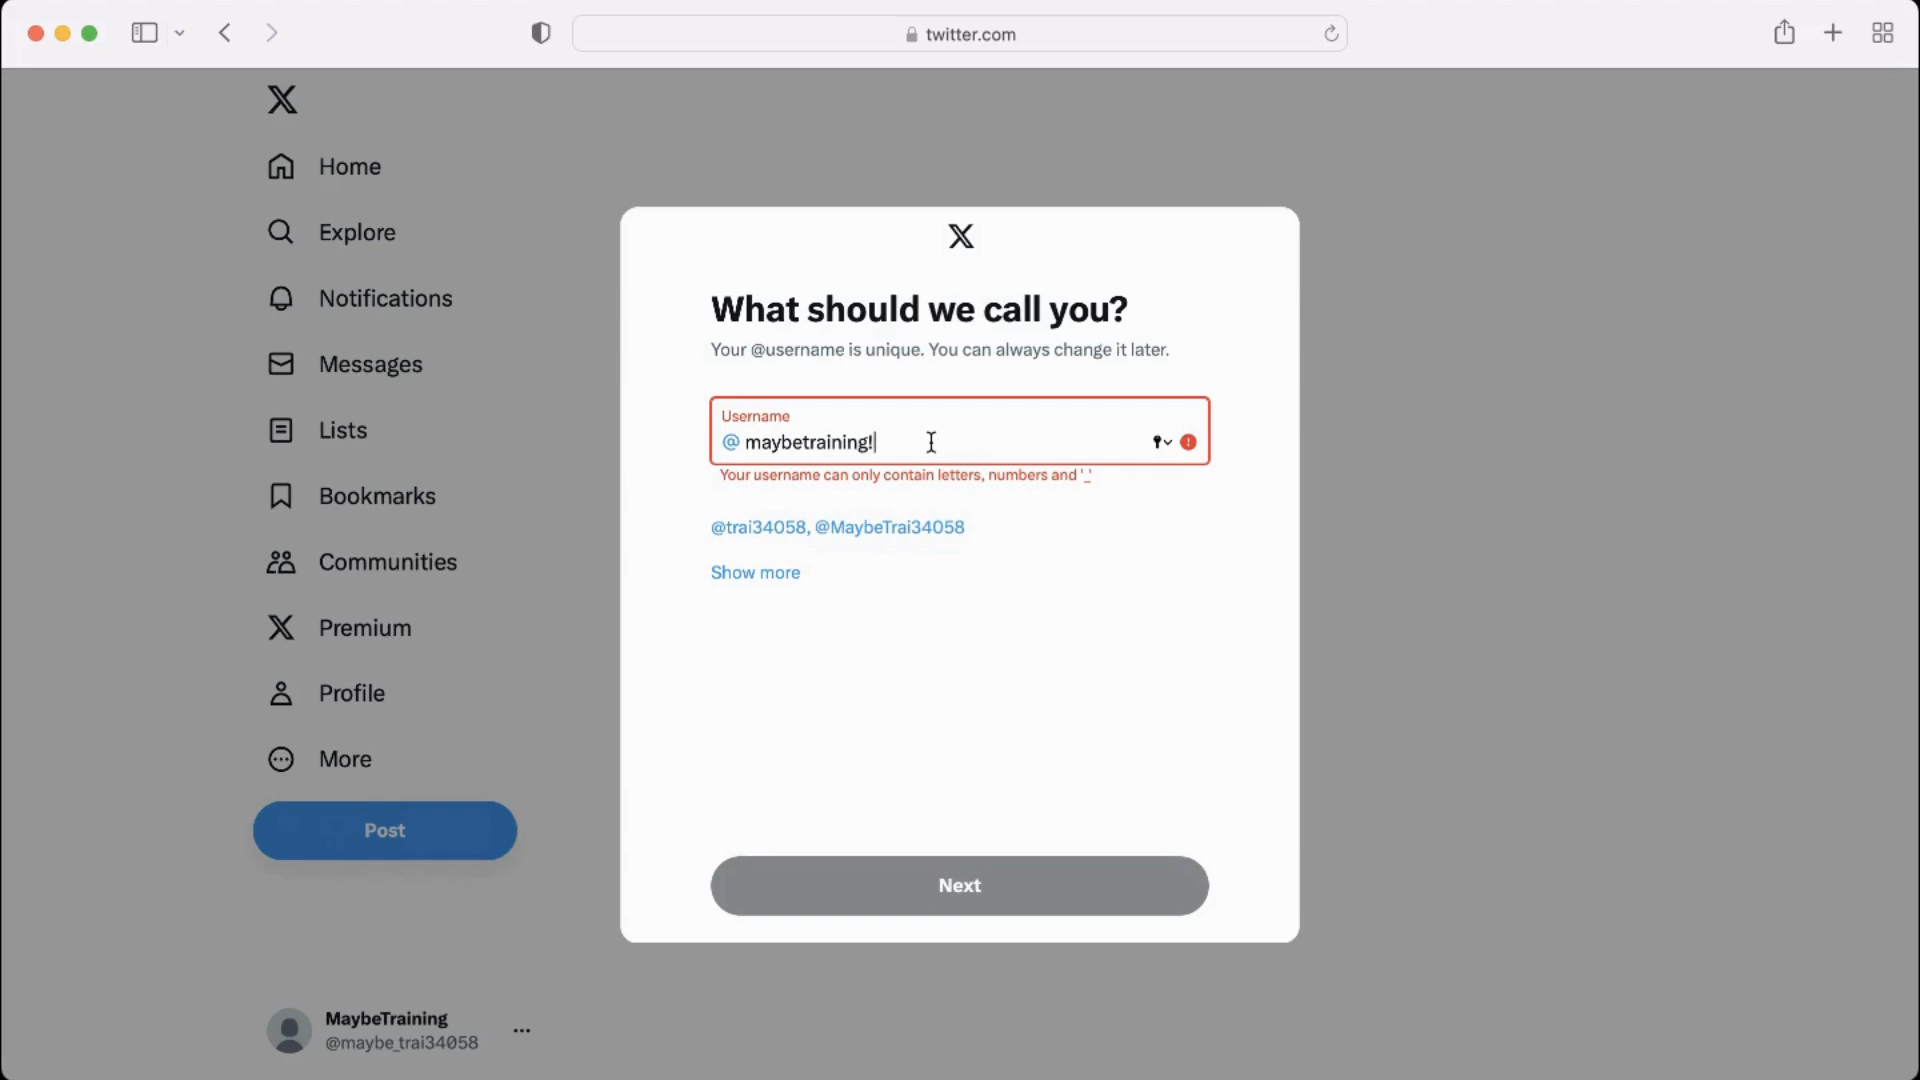 twitter.com
Home
Explore
Notifications
Messages
Lists
Bookmarks
Communities
Premium
Profile
More
Post
MaybeTraining
@maybe_trai34058
What should we call you?
Your @username is unique. You can always change it later.
Username
@ maybetraining!
Your username can only contain letters, numbers and '_'
@trai34058, @MaybeTrai34058
Show more
Next